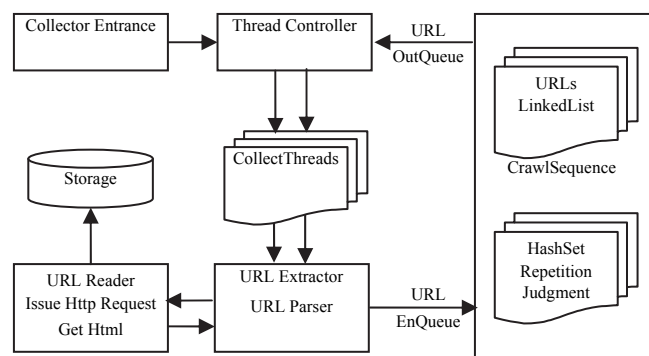 Collector Entrance
Thread Controller
URL
OutQueue
URLs
LinkedList
CrawlSequence
CollectThreads
Storage
HashSet
Repetition
Judgment
URL Reader
Issue Http Request
Get Html
URL Extractor
URL Parser
URL
EnQueue